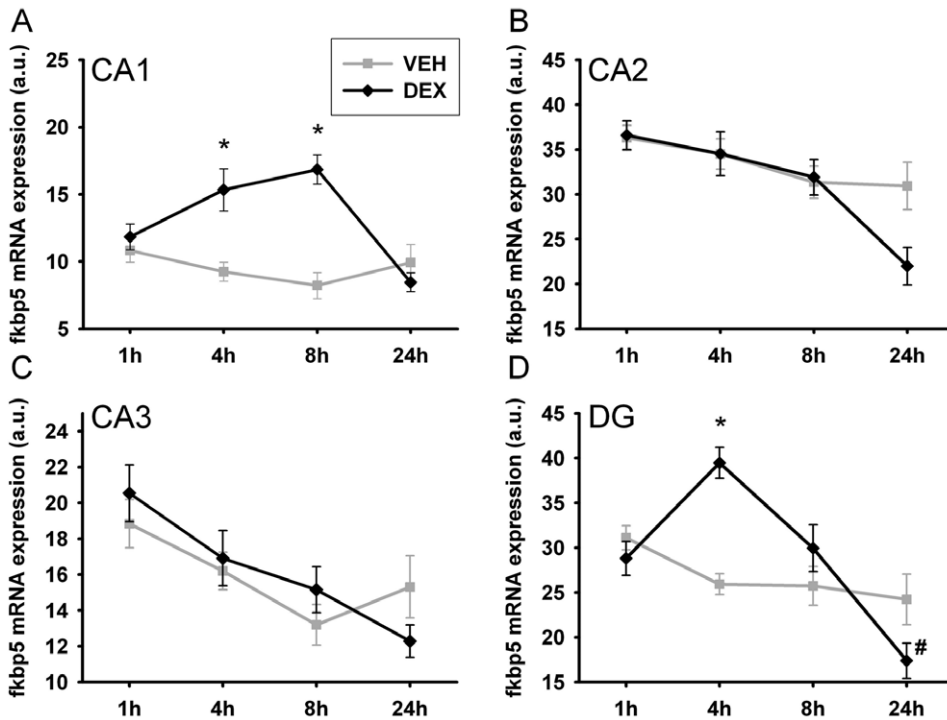 A
fkbp5 mRNA expression (a.u.)
CA1
VEH
DEX
25
20
15
10
5
*
*
1h
4h
8h
24h
B
fkbp5 mRNA expression (a.u.)
CA2
45
40
35
30
25
20
15
1h
4h
8h
24h
C
fkbp5 mRNA expression (a.u.)
CA3
24
22
20
18
16
14
12
10
1h
4h
8h
24h
D
fkbp5 mRNA expression (a.u.)
DG
45
40
35
30
25
20
15
*
#
1h
4h
8h
24h